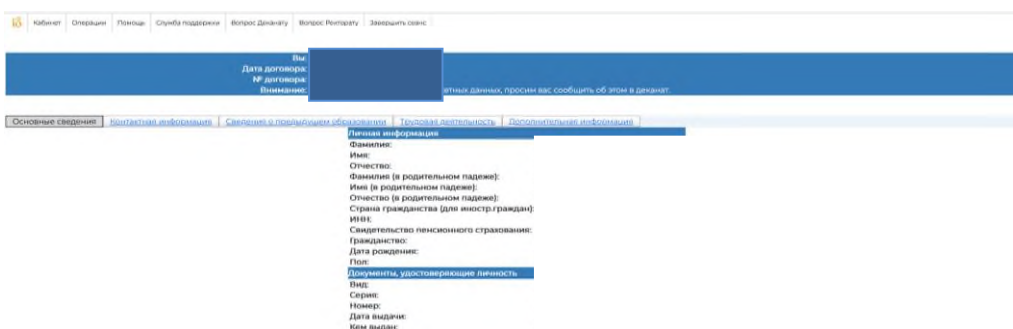 Кабинет Операции Помощь Служба поддержки Вопрос Деканату Вопрос Ректорату Завершить сеанс
Вы:
Дата договора:
№ договора:
Внимание: етных данных, просим вас сообщить об этом в деканат.
Основные сведения Контактная информация Сведения о предыдущем образовании Трудовая деятельность Дополнительная информация
Личная информация
Фамилия:
Имя:
Отчество:
Фамилия (в родительном падеже):
Имя (в родительном падеже):
Отчество (в родительном падеже):
Страна гражданства (для иностр.граждан):
ИНН:
Свидетельство пенсионного страхования:
Гражданство:
Дата рождения:
Пол:
Документы, удостоверяющие личность
Вид:
Серия:
Номер:
Дата выдачи:
Кем выдан: